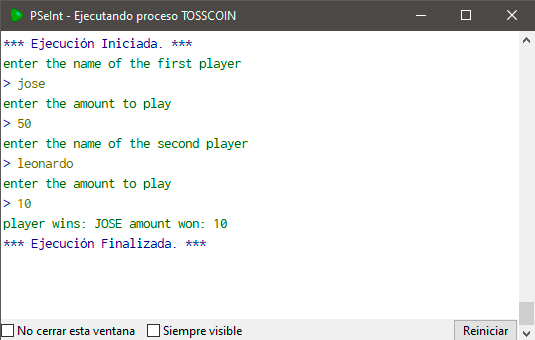 PSeInt - Ejecutando proceso TOSSCOIN
*** Ejecución Iniciada. ***
enter the name of the first player
> jose
enter the amount to play
> 50
enter the name of the second player
> leonardo
enter the amount to play
> 10
player wins: JOSE amount won: 10
*** Ejecución Finalizada. ***
No cerrar esta ventana Siempre visible Reiniciar